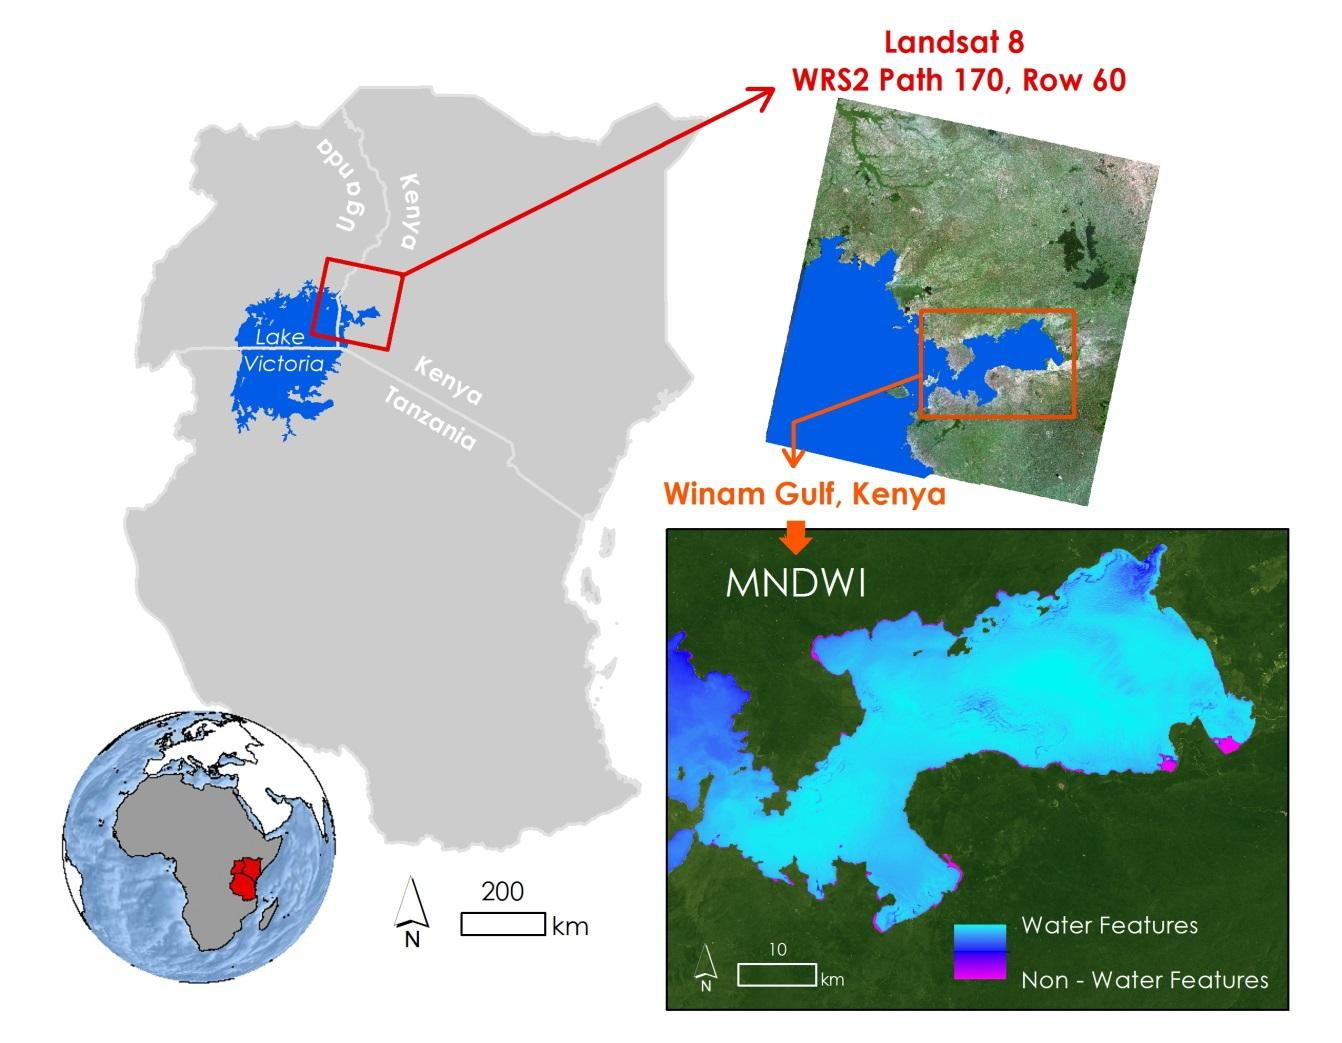 Landsat 8
WRS2 Path 170, Row 60
Uganda
Kenya
Lake
Victoria
Kenya
Tanzania
Winam Gulf, Kenya
MNDWI
200
km
N
Water Features
Non - Water Features
10
km
N